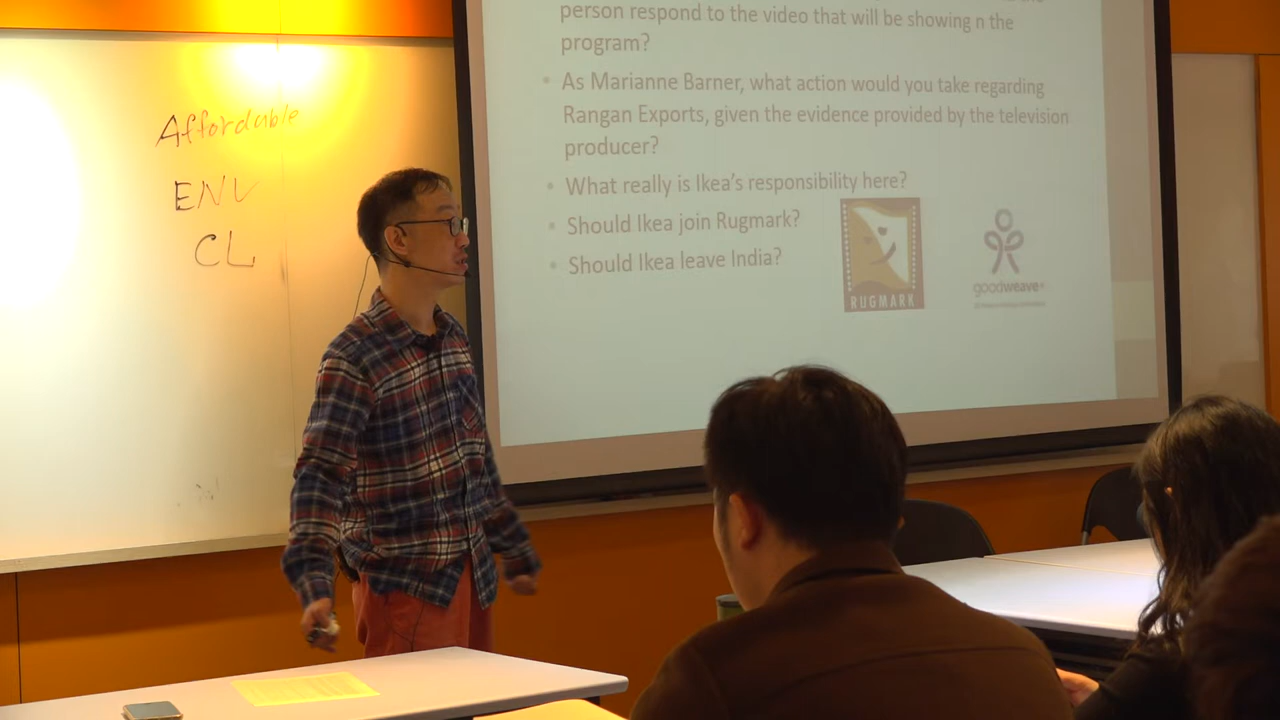 Affordable
ENV
CL
person respond to the video that will be showing n the
program?
• As Marianne Barner, what action would you take regarding
Rangan Exports, given the evidence provided by the television
producer?
• What really is Ikea's responsibility here?
• Should Ikea join Rugmark?
• Should Ikea leave India?
RUGMARK
goodweave